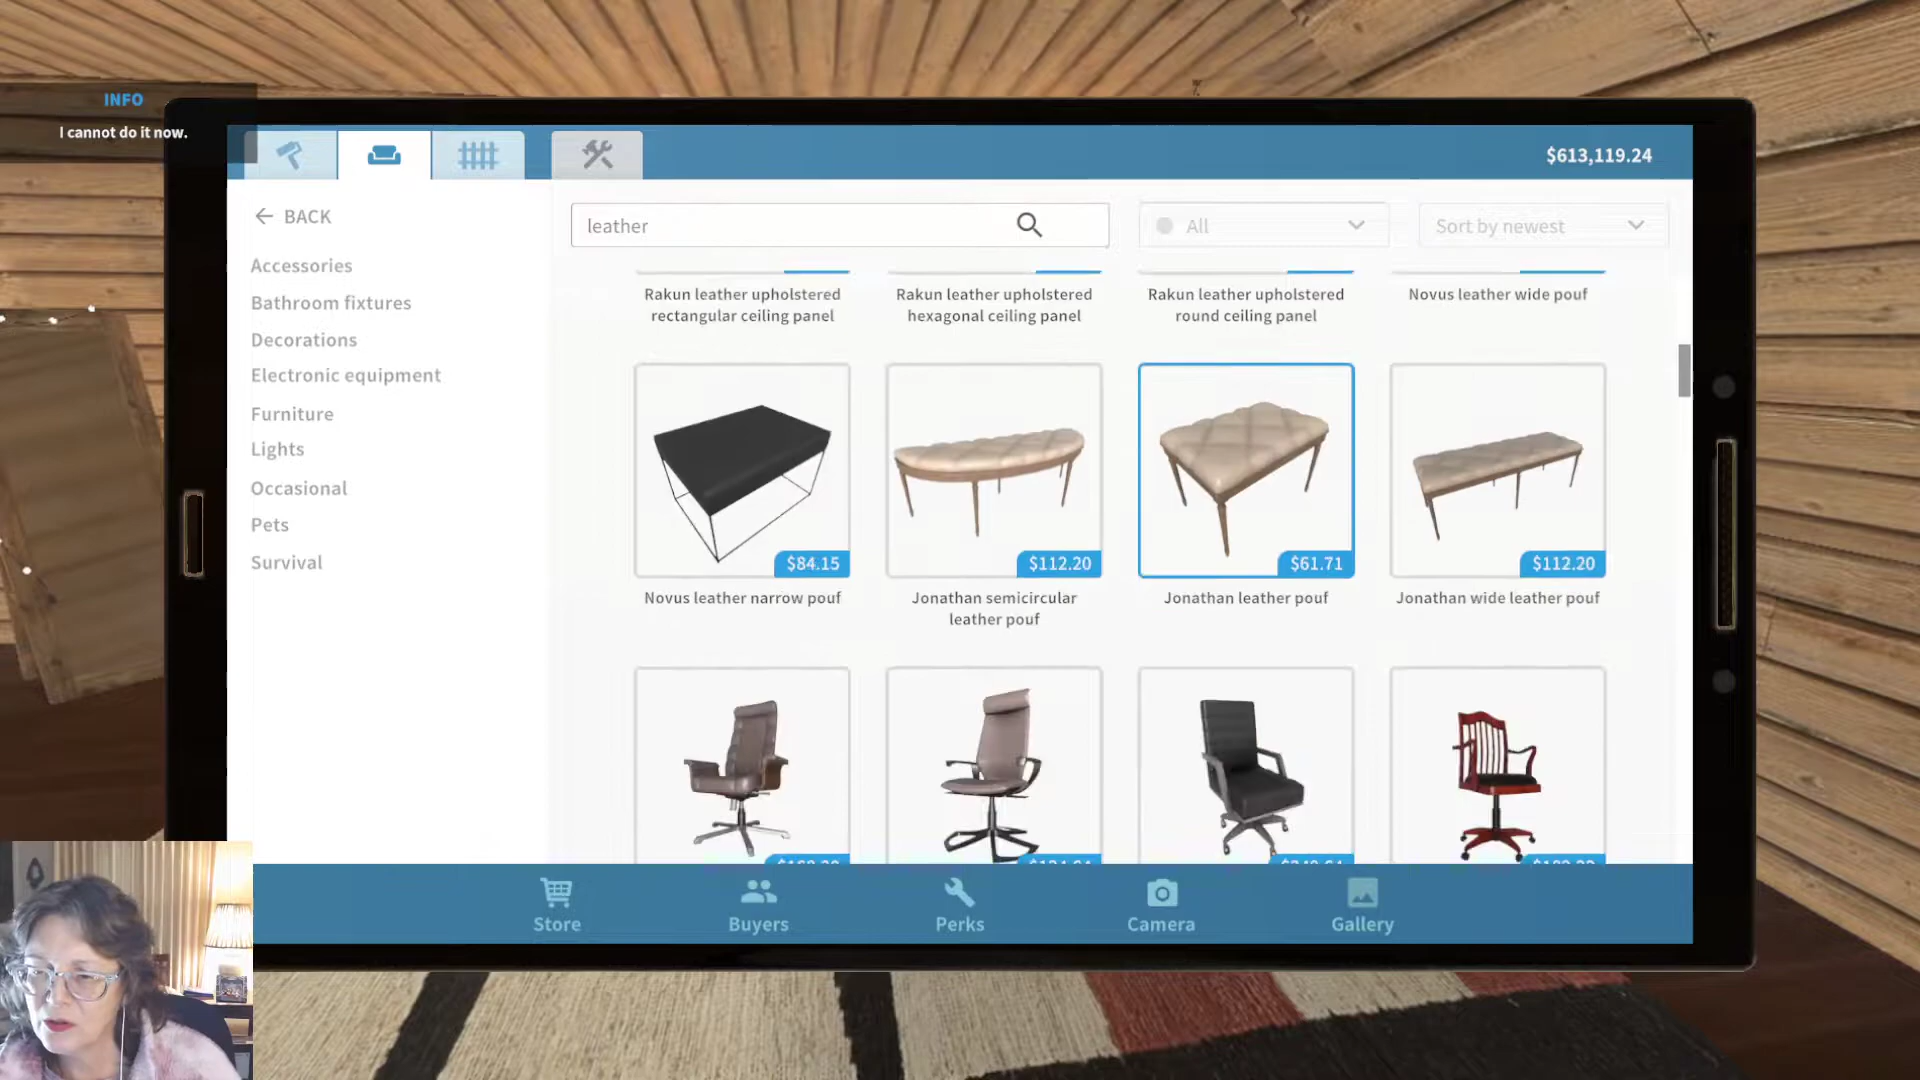 INFO
I cannot do it now.
$613,119.24
BACK
leather
All
Sort by newest
Accessories
Bathroom fixtures
Decorations
Electronic equipment
Furniture
Lights
Occasional
Pets
Survival
Rakun leather upholstered
rectangular ceiling panel
Rakun leather upholstered
hexagonal ceiling panel
Rakun leather upholstered
round ceiling panel
Novus leather wide pouf
$84.15
$112.20
$61.71
$112.20
Novus leather narrow pouf
Jonathan semicircular
leather pouf
Jonathan leather pouf
Jonathan wide leather pouf
Store
Buyers
Perks
Camera
Gallery